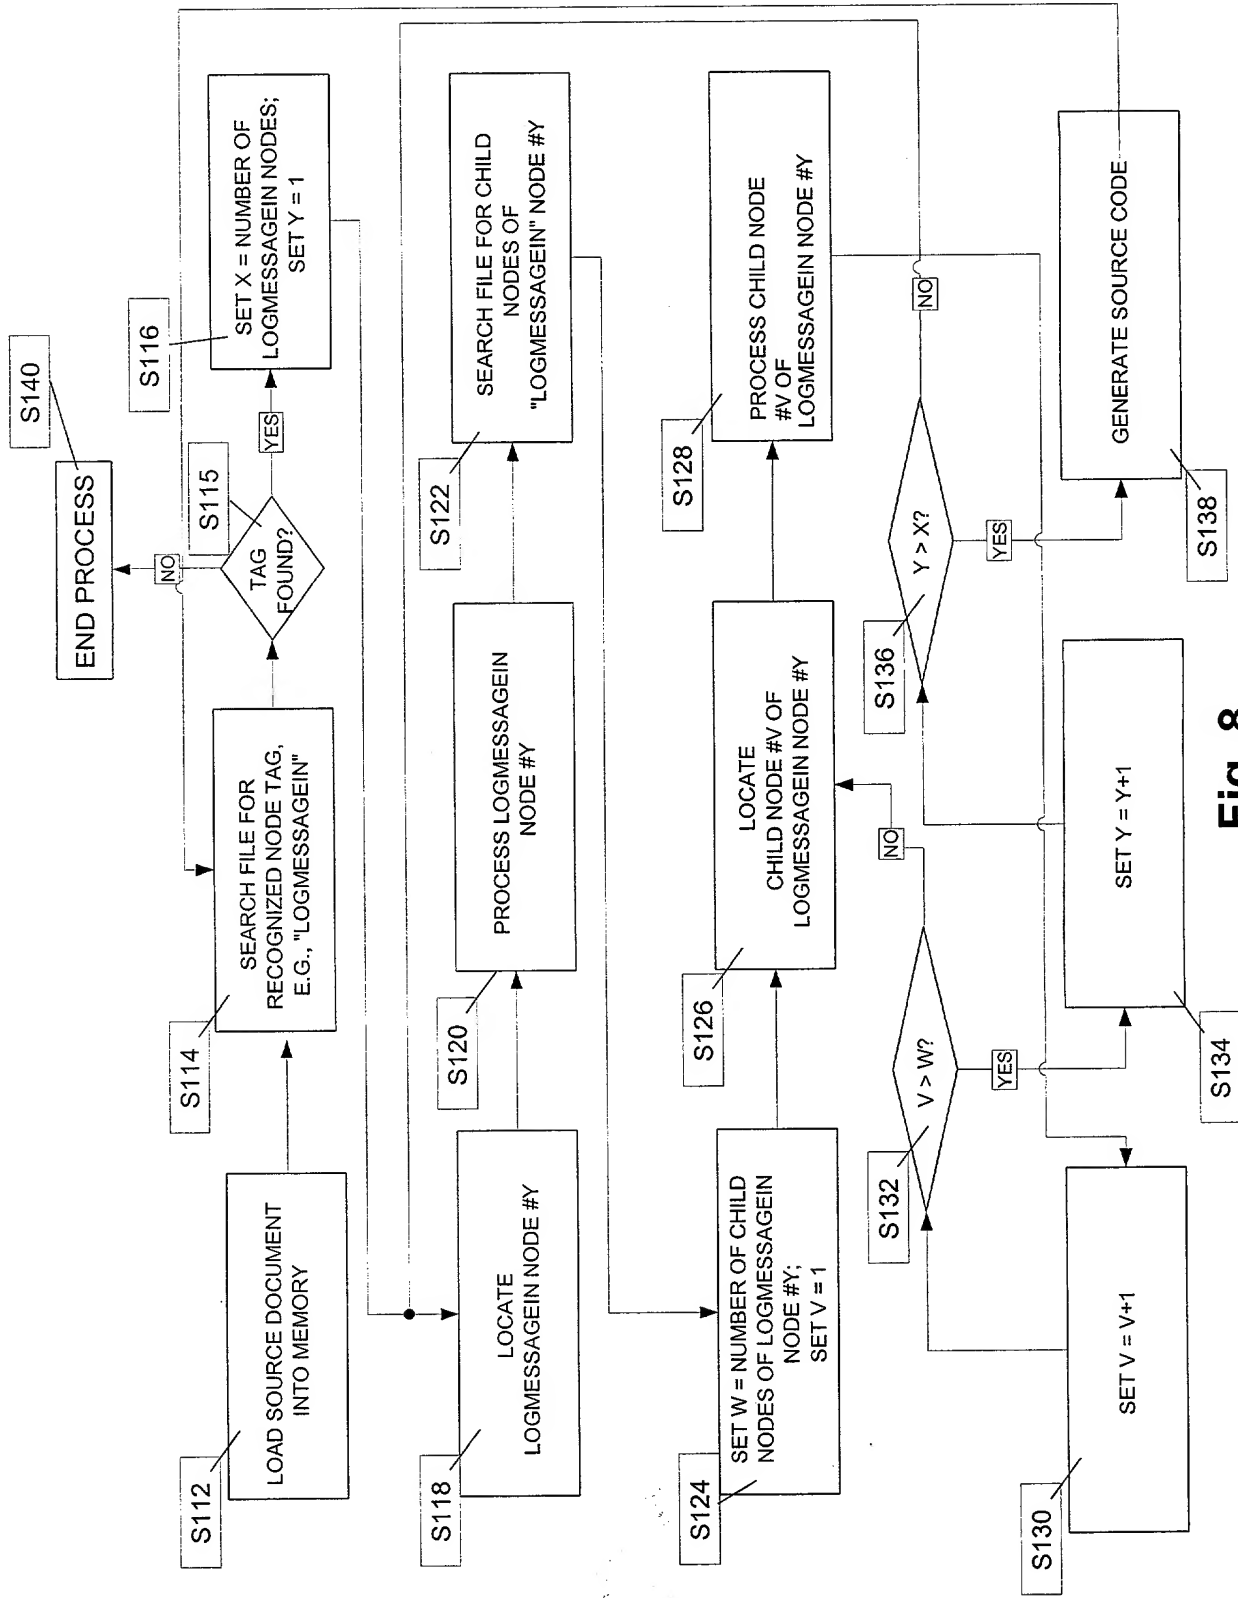 S140
END PROCESS
S112
LOAD SOURCE DOCUMENT
INTO MEMORY
S114
SEARCH FILE FOR
RECOGNIZED NODE TAG,
E.G., "LOGMESSAGEIN"
NO
S115
TAG
FOUND?
YES
S116
SET X = NUMBER OF
LOGMESSAGEIN NODES;
SET Y = 1
S118
LOCATE
LOGMESSAGEIN NODE #Y
S120
PROCESS LOGMESSAGEIN
NODE #Y
S122
SEARCH FILE FOR CHILD
NODES OF
"LOGMESSAGEIN" NODE #Y
S124
SET W = NUMBER OF CHILD
NODES OF LOGMESSAGEIN
NODE #Y;
SET V = 1
S126
LOCATE
CHILD NODE #V OF
LOGMESSAGEIN NODE #Y
S128
PROCESS CHILD NODE
#V OF
LOGMESSAGEIN NODE #Y
S132
V > W?
NO
YES
S136
Y > X?
NO
YES
S130
SET V = V+1
S134
SET Y = Y+1
S138
GENERATE SOURCE CODE
Fig. 8